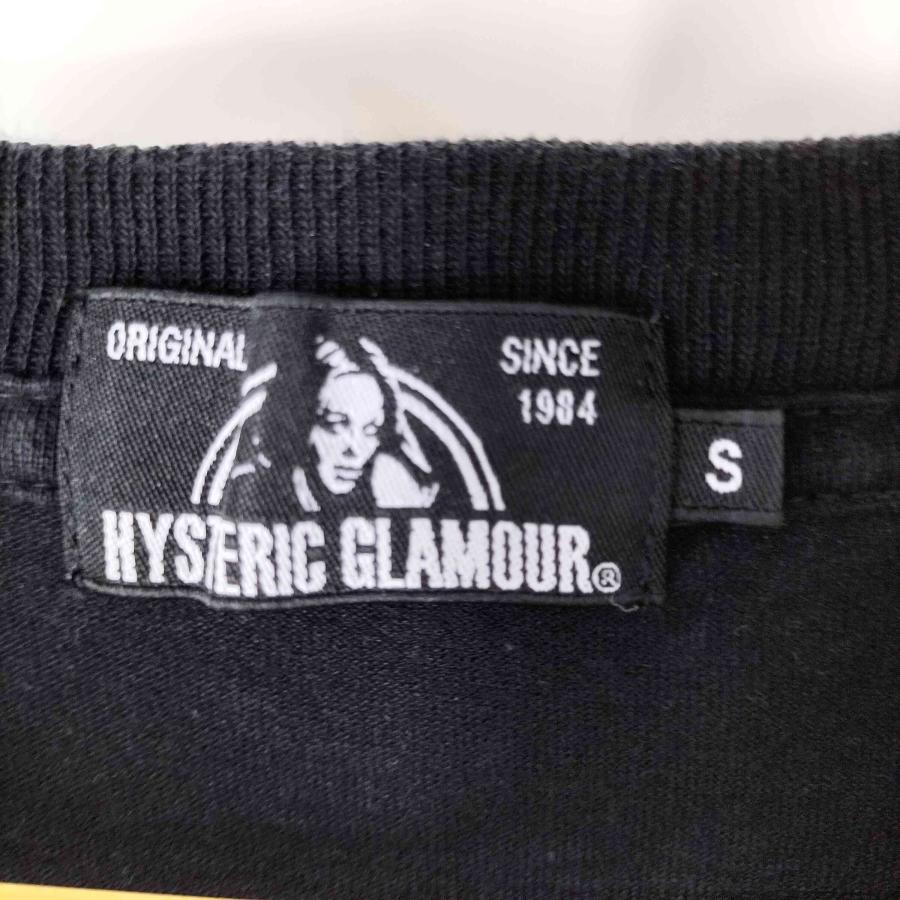 ORIGINAL
SINCE
1984
HYSTERIC GLAMOUR®
S